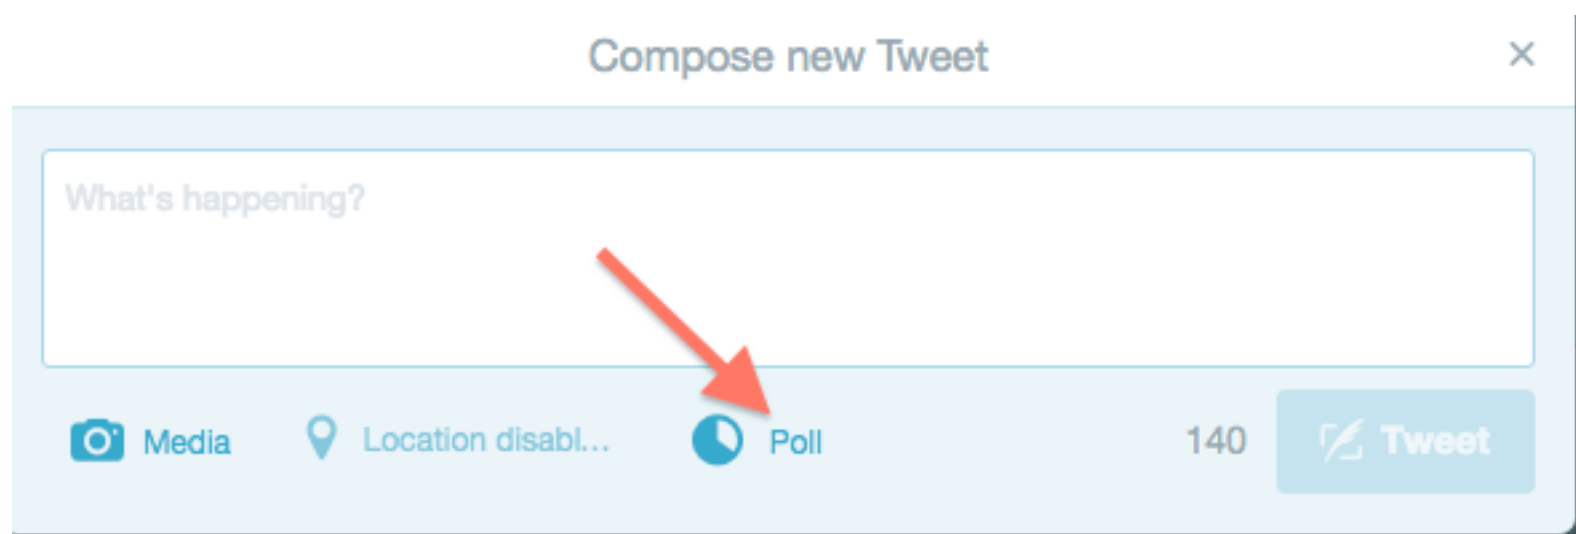 Compose new Tweet
What's happening?
Media Location disabl... Poll 140 Tweet